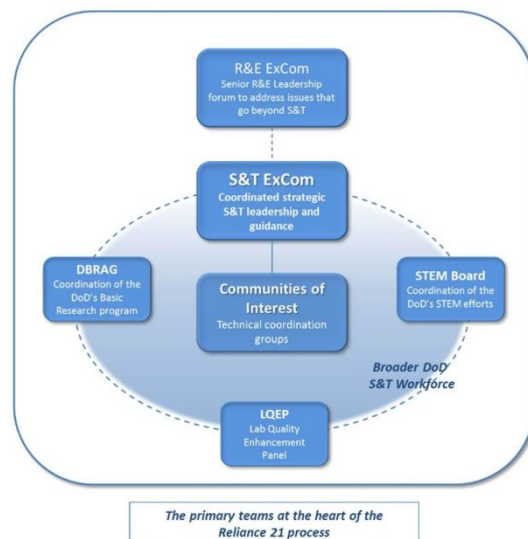 R&E ExCom
Senior R&E Leadership
forum to address issues that
go beyond S&T
S&T ExCom
Coordinated strategic
S&T leadership and
guidance
DBRAG
Coordination of the
DoD's Basic
Research program
Communities of
Interest
Technical coordination
groups
STEM Board
Coordination of the
DoD's STEM efforts
Broader DoD
S&T Workforce
LQEP
Lab Quality
Enhancement
Panel
The primary teams at the heart of the
Reliance 21 process